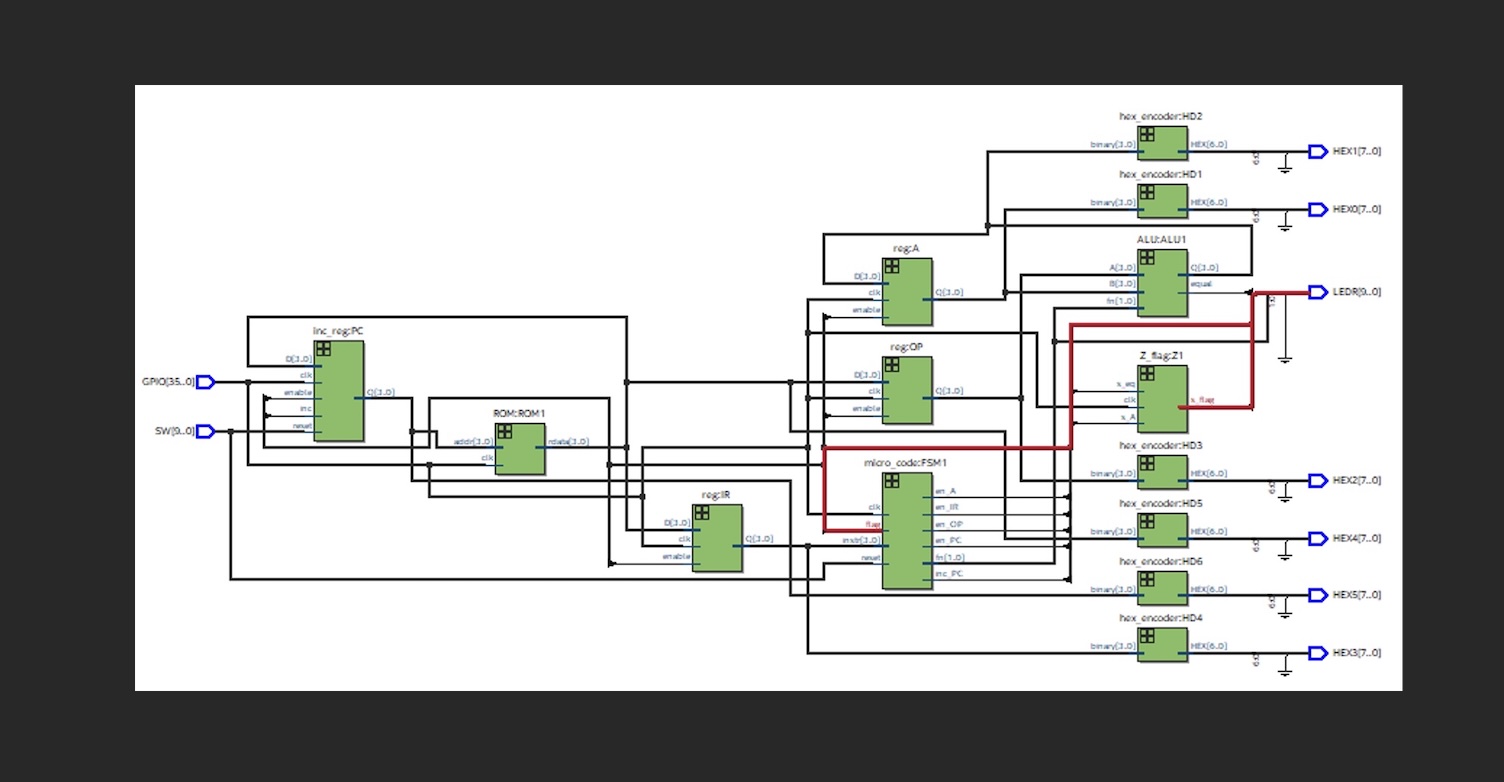 hex_encoder:HD2
binary[3..0] HEX[6..0] HEX1[7..0]
hex_encoder:HD1
binary[3..0] HEX[6..0] HEX0[7..0]
ALU:ALU1
A[3..0] Q[3..0]
B[3..0] equal LEDR[9..0]
fn[1..0]
reg:A
D[3..0]
clk Q[3..0]
enable
inc_reg:PC
D[3..0]
clk
enable Q[3..0]
inc
reset
GPIO[35..0]
SW[9..0]
reg:OP
D[3..0]
clk Q[3..0]
enable
Z_flag:Z1
s_eq
clk s_flag
s_A
ROM:ROM1
addr[3..0] rdata[3..0]
clk
hex_encoder:HD3
binary[3..0] HEX[6..0] HEX2[7..0]
micro_code:FSM1
en_A
clk en_IR
flag en_OP
instr[3..0] en_PC
reset fn[1..0]
inc_PC
reg:IR
D[3..0]
clk Q[3..0]
enable
hex_encoder:HD5
binary[3..0] HEX[6..0] HEX4[7..0]
hex_encoder:HD6
binary[3..0] HEX[6..0] HEX5[7..0]
hex_encoder:HD4
binary[3..0] HEX[6..0] HEX3[7..0]